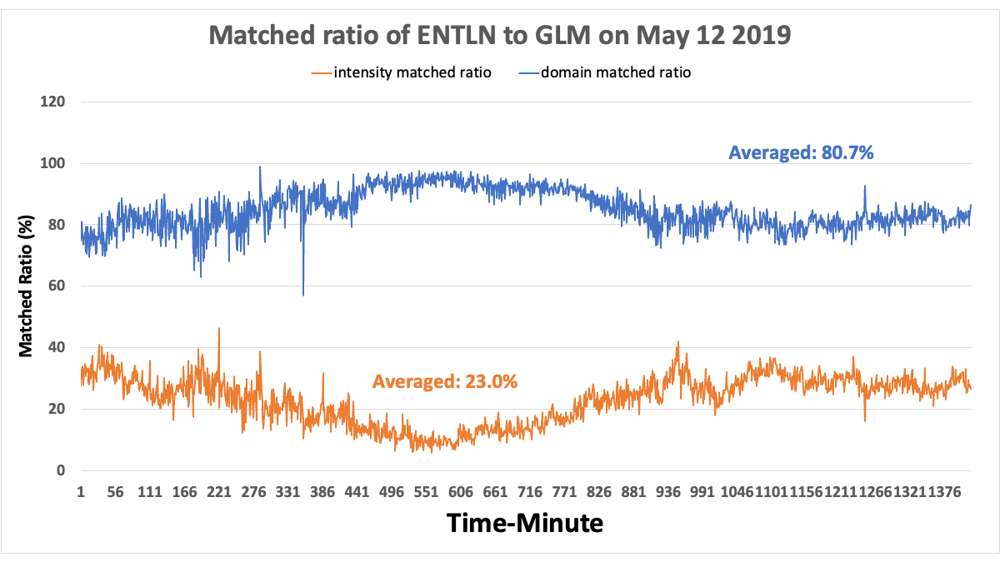 Matched ratio of ENTLN to GLM on May 12 2019
intensity matched ratio domain matched ratio
120
100
80
60
40
20
0
Matched Ratio (%)
Averaged: 80.7%
Averaged: 23.0%
1 56 111 166 221 276 331 386 441 496 551 606 661 716 771 826 881 936 991 1046 1101 1156 1211 1266 1321 1376
Time-Minute